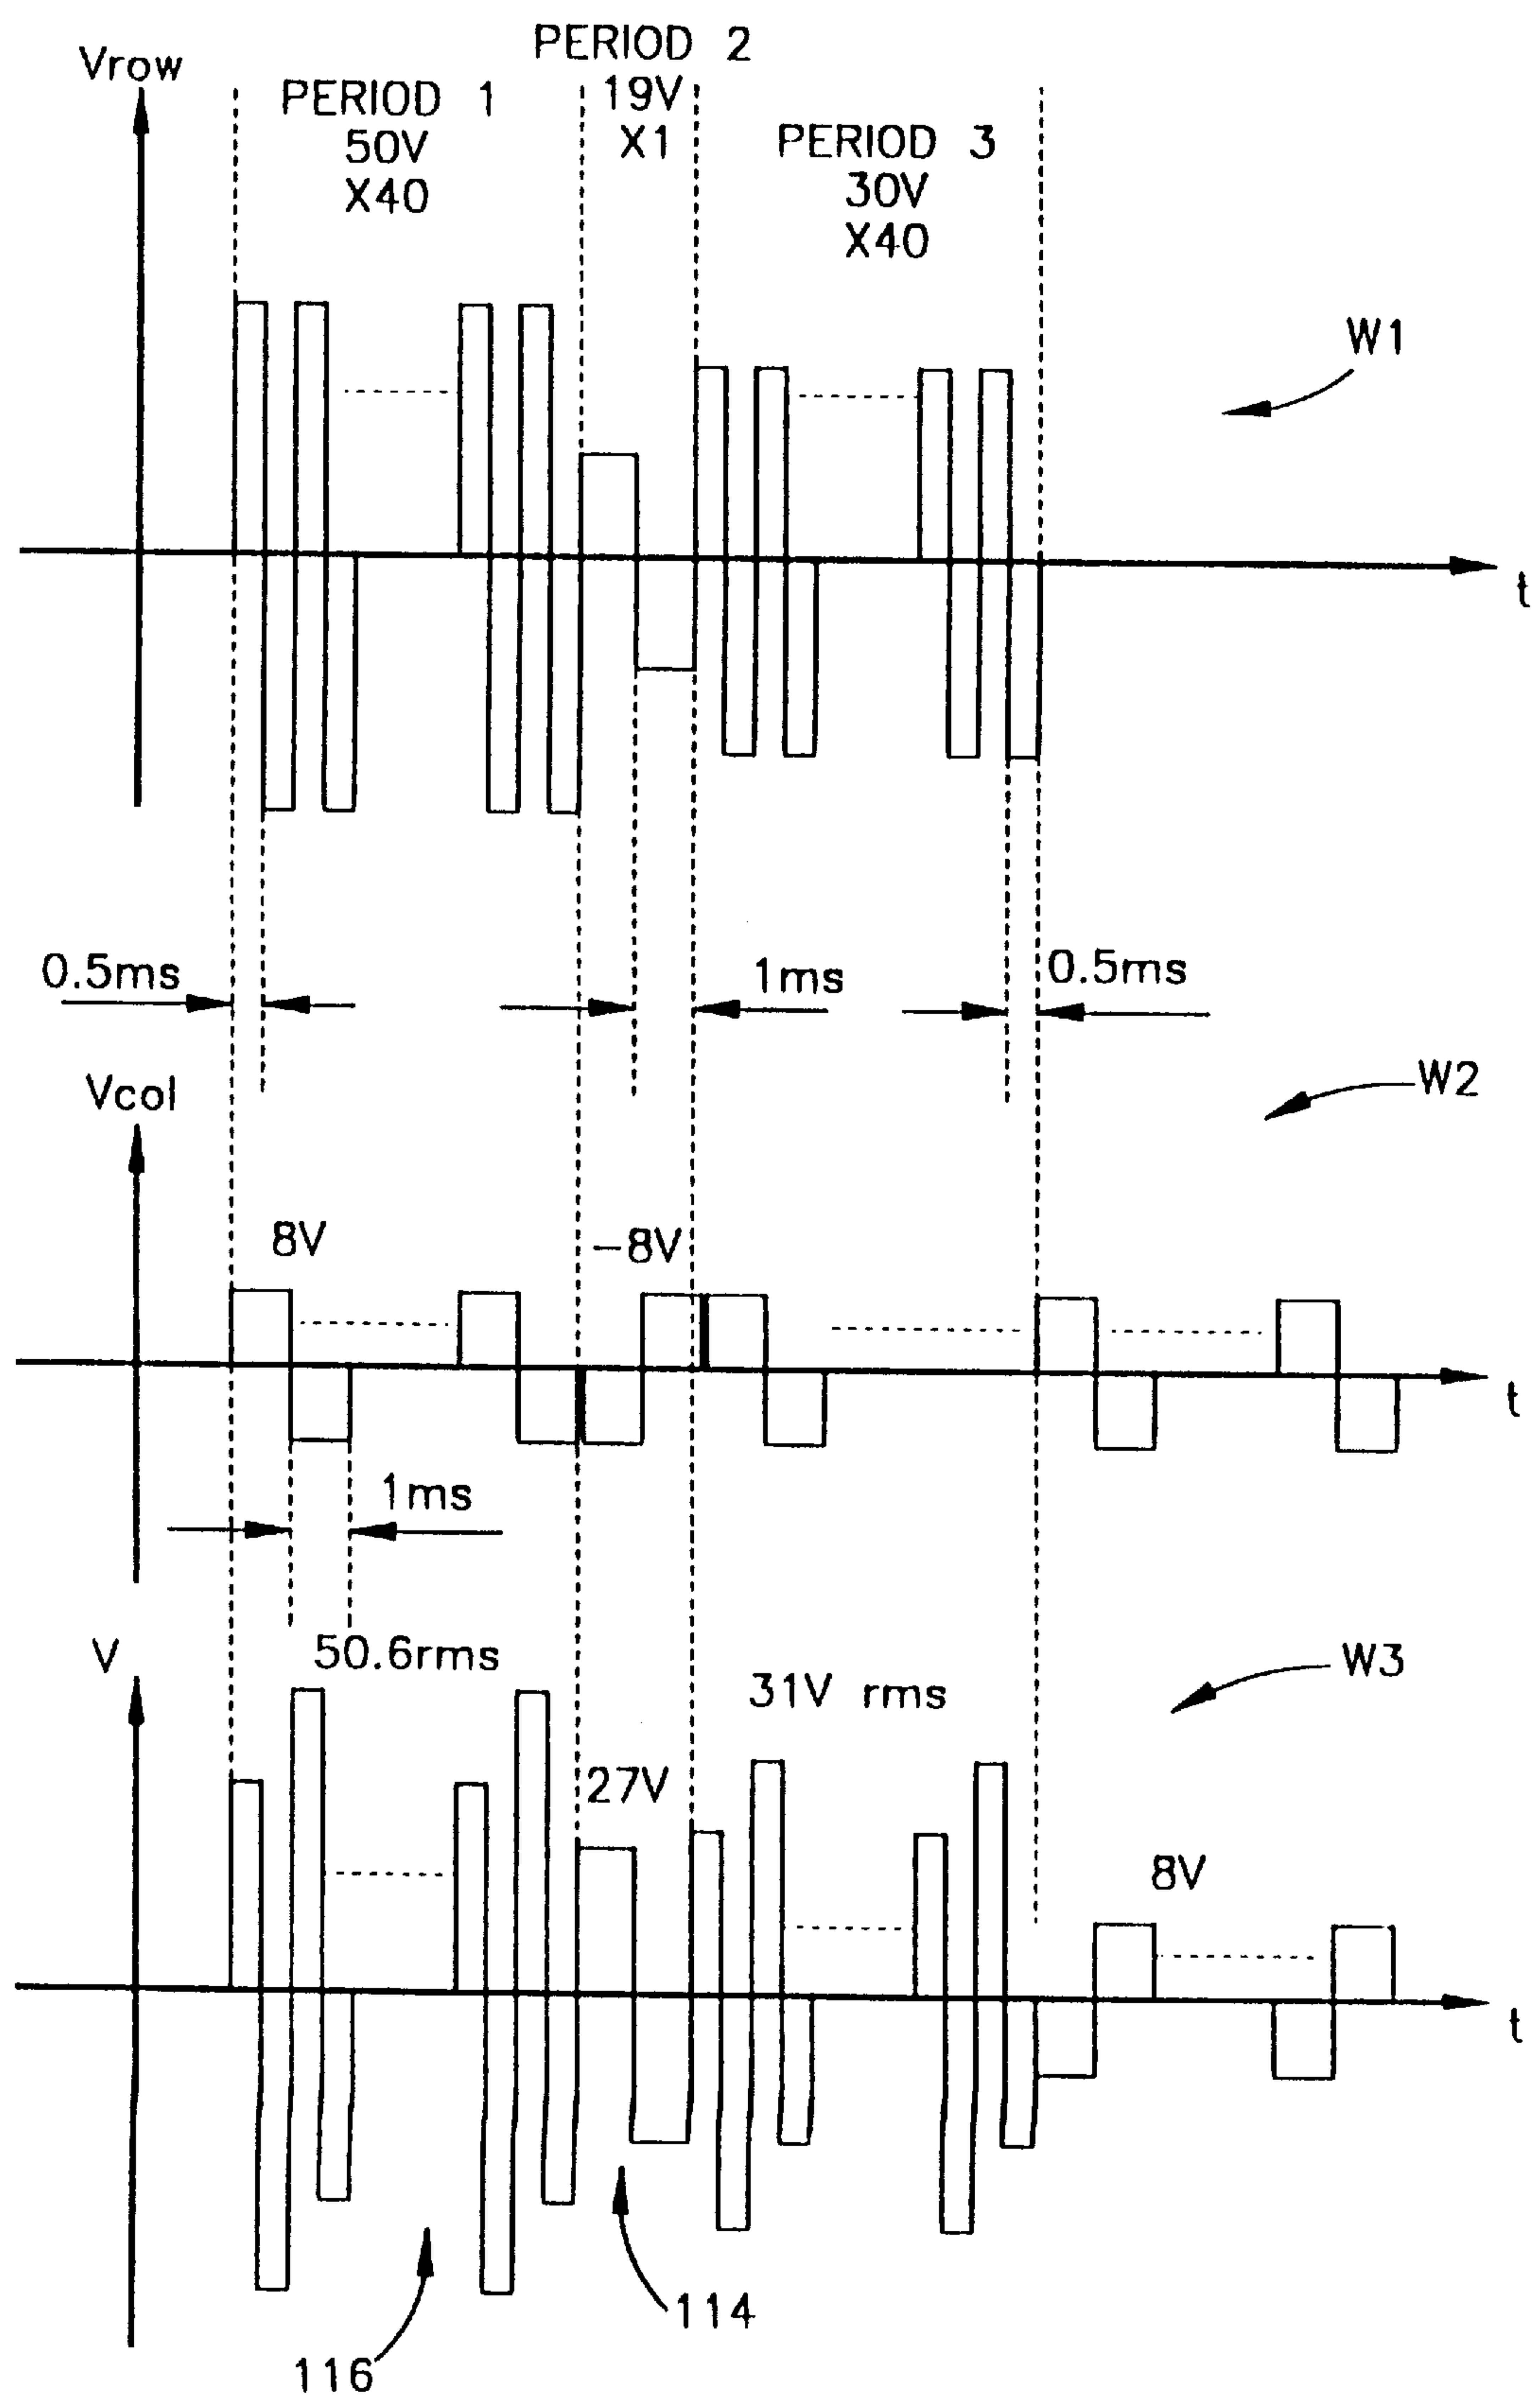 Vrow
PERIOD 1
50V
X40
PERIOD 2
19V
X1
PERIOD 3
30V
X40
W1
t
0.5ms
1ms
0.5ms
Vcol
W2
8V
-8V
t
1ms
V
50.6rms
31V rms
W3
27V
8V
t
114
116